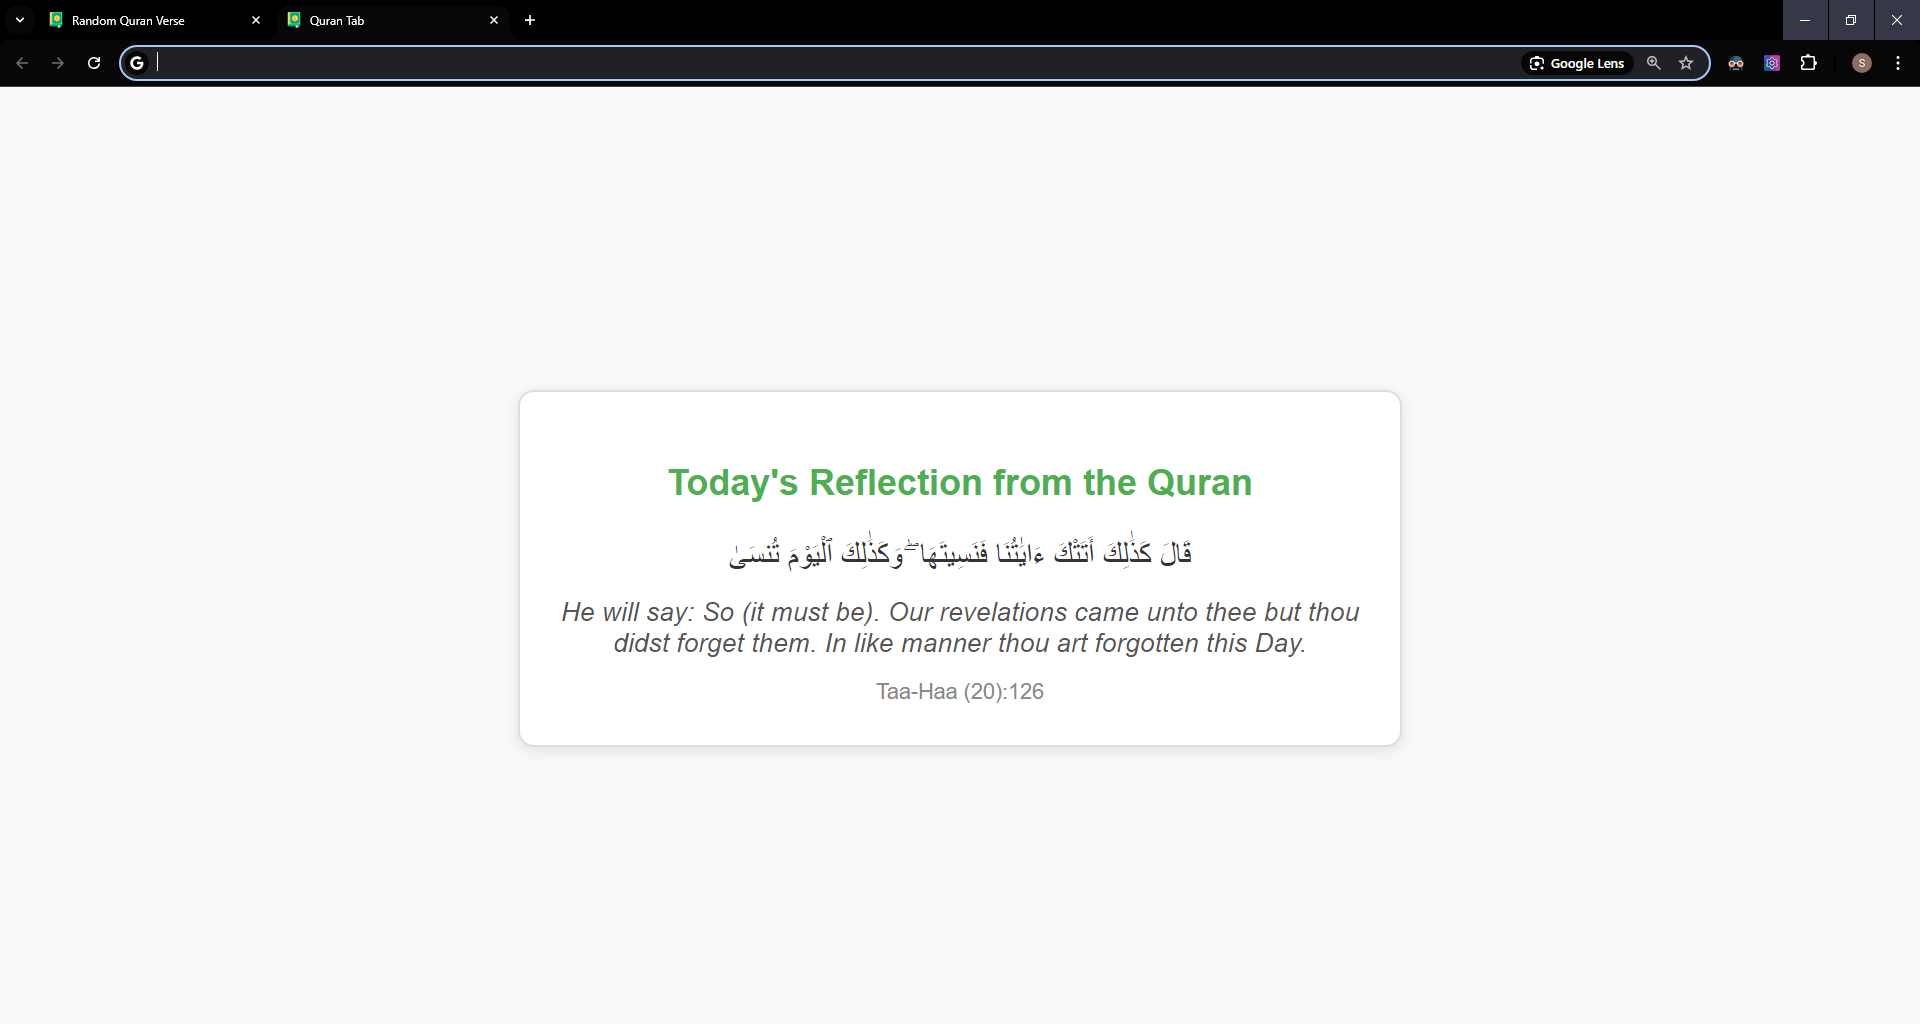 Random Quran Verse
Quran Tab
Google Lens
S
Today's Reflection from the Quran
قَالَ كَذَٰلِكَ أَتَتْكَ ءَايَٰتُنَا فَنَسِيتَهَا ۖ وَكَذَٰلِكَ ٱلْيَوْمَ تُنسَىٰ
He will say: So (it must be). Our revelations came unto thee but thou
didst forget them. In like manner thou art forgotten this Day.
Taa-Haa (20):126